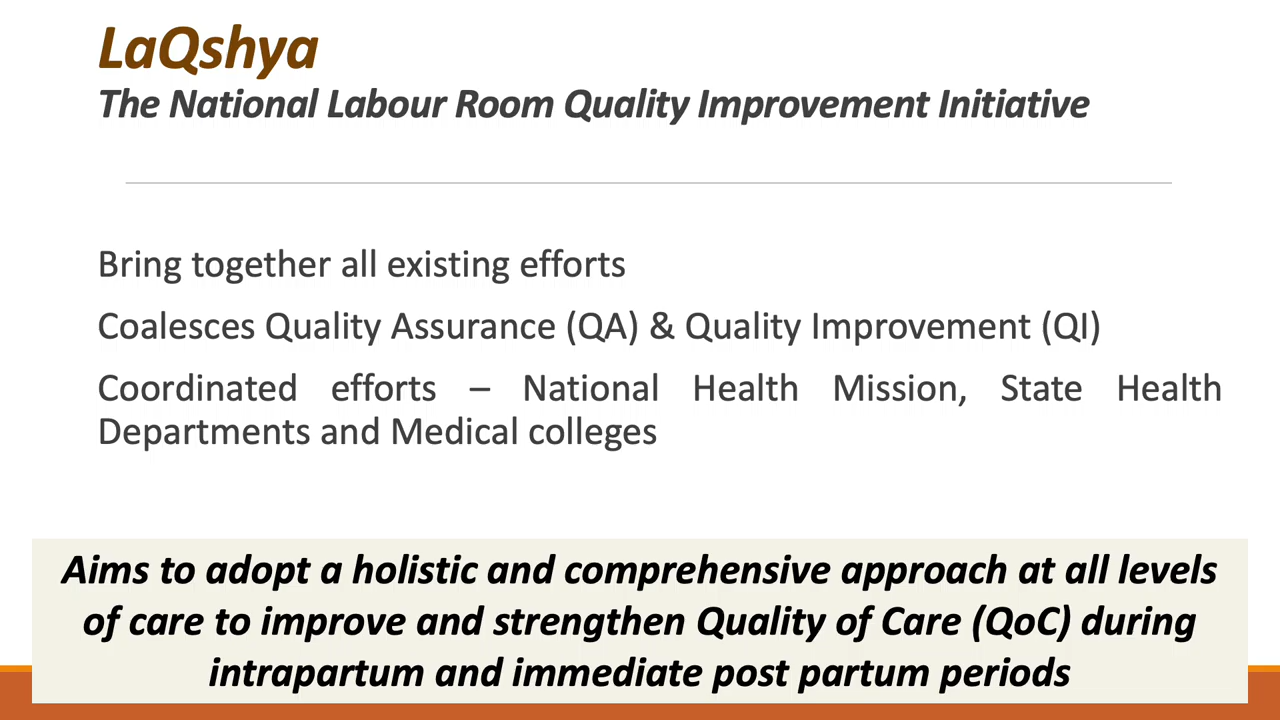 LaQshya
The National Labour Room Quality Improvement Initiative
Bring together all existing efforts
Coalesces Quality Assurance (QA) & Quality Improvement (QI)
Coordinated efforts – National Health Mission, State Health
Departments and Medical colleges
Aims to adopt a holistic and comprehensive approach at all levels
of care to improve and strengthen Quality of Care (QoC) during
intrapartum and immediate post partum periods